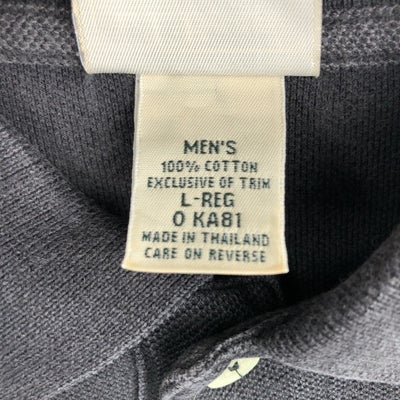 MEN'S
100% COTTON
EXCLUSIVE OF TRIM
L-REG
0 KA81
MADE IN THAILAND
CARE ON REVERSE